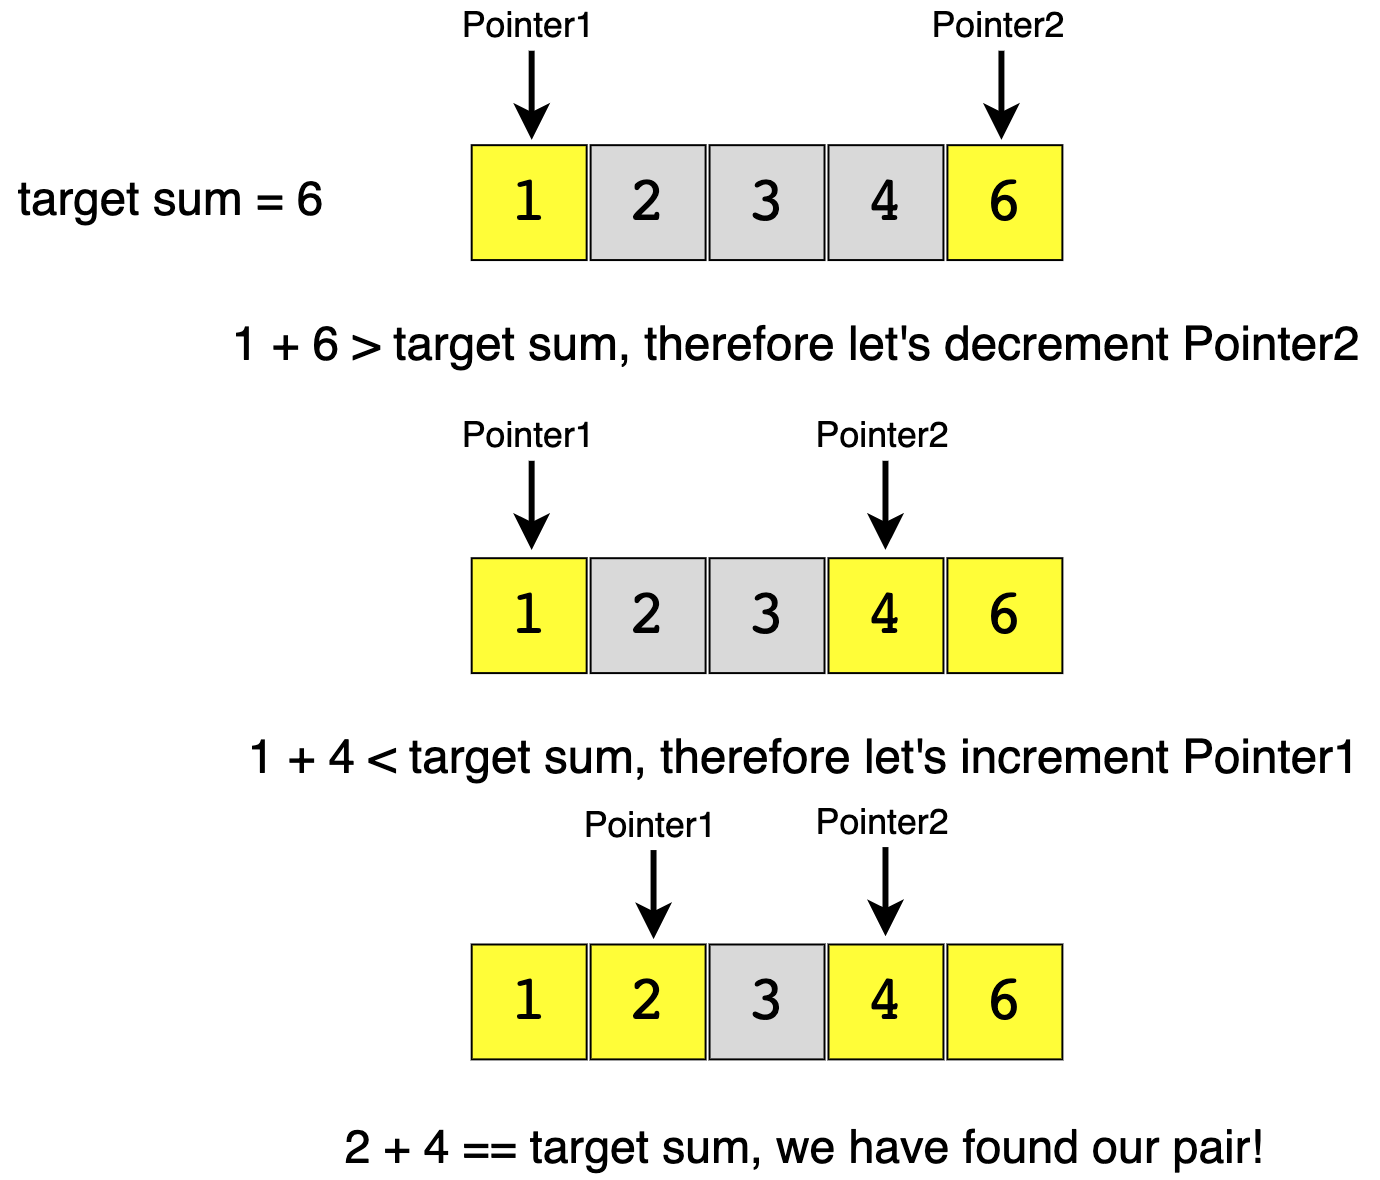 Pointer1 Pointer2
target sum = 6
1 2 3 4 6
1 + 6 > target sum, therefore let's decrement Pointer2
Pointer1 Pointer2
1 2 3 4 6
1 + 4 < target sum, therefore let's increment Pointer1
Pointer1 Pointer2
1 2 3 4 6
2 + 4 == target sum, we have found our pair!